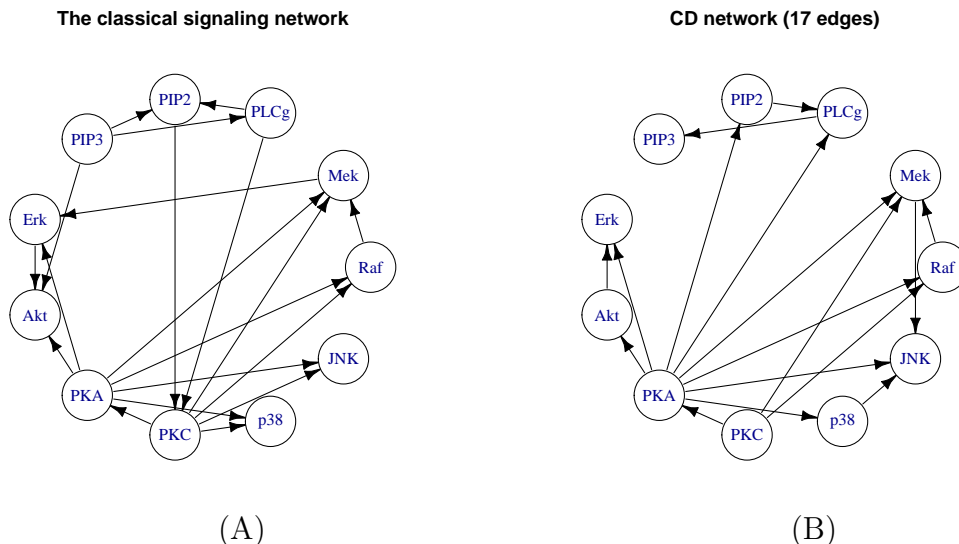 The classical signaling network
PIP2
PLCg
PIP3
Mek
Erk
Raf
Akt
JNK
PKA
p38
PKC
(A)
CD network (17 edges)
PIP2
PLCg
PIP3
Mek
Erk
Raf
Akt
JNK
PKA
p38
PKC
(B)